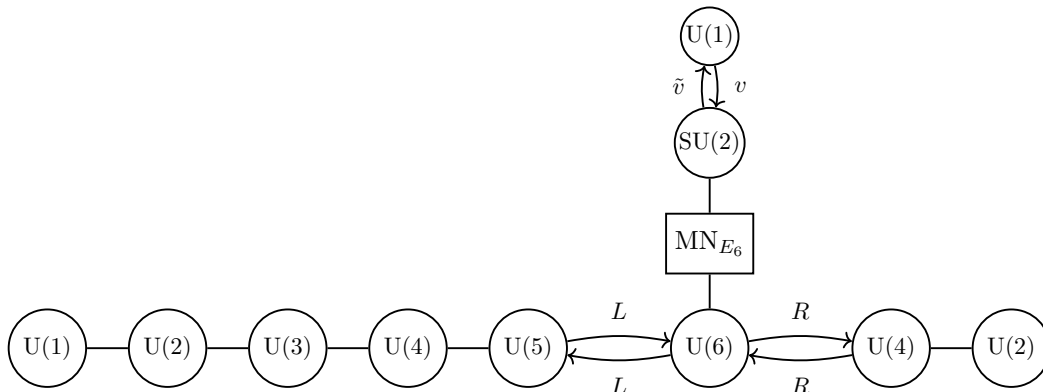 U(1)
ṽ v
SU(2)
MN_{E_6}
L R
U(1) U(2) U(3) U(4) U(5) U(6) U(4) U(2)
L R